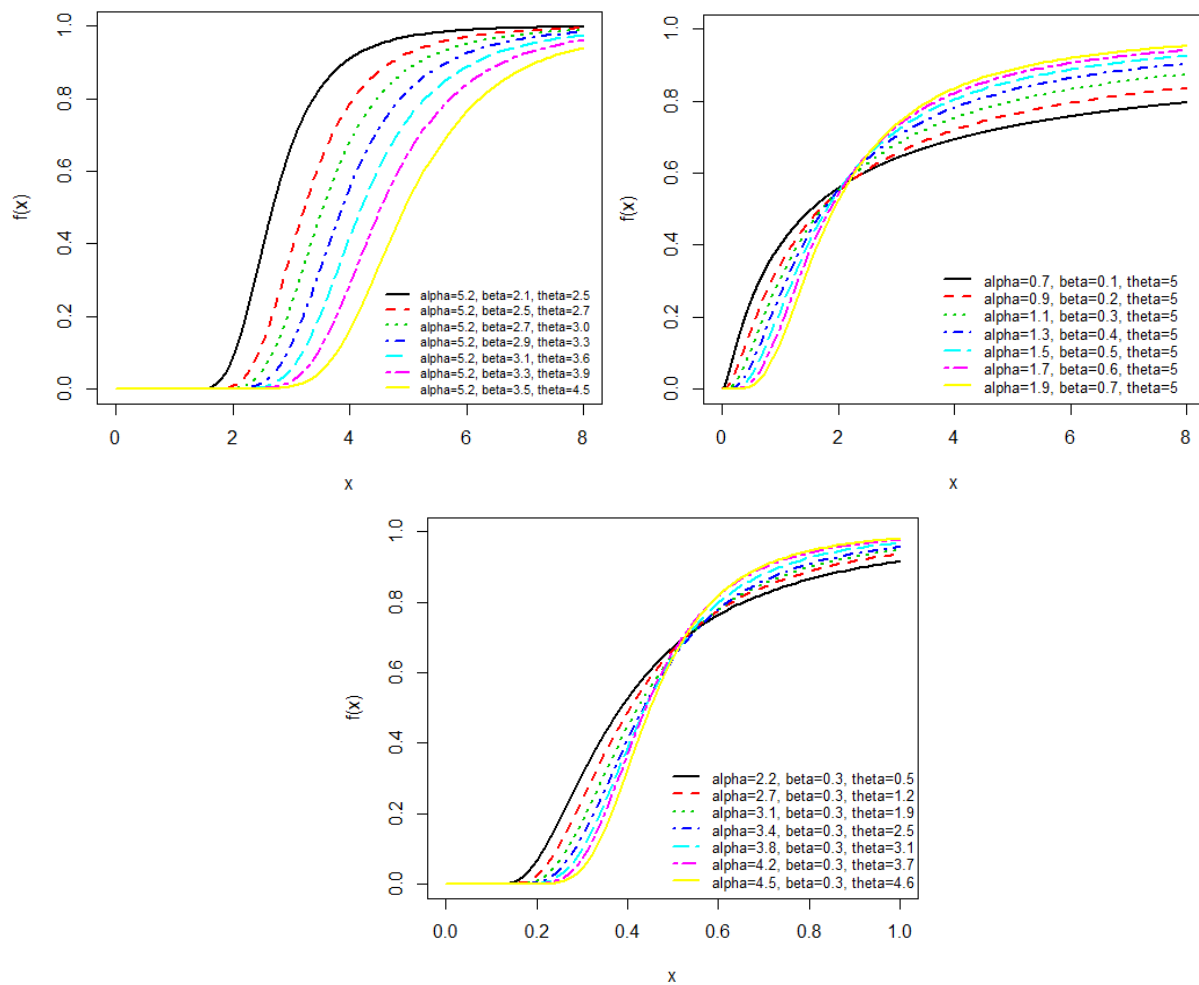 1.0
0.8
0.6
0.4
0.2
0.0
f(x)
alpha=5.2, beta=2.1, theta=2.5
alpha=5.2, beta=2.5, theta=2.7
alpha=5.2, beta=2.7, theta=3.0
alpha=5.2, beta=2.9, theta=3.3
alpha=5.2, beta=3.1, theta=3.6
alpha=5.2, beta=3.3, theta=3.9
alpha=5.2, beta=3.5, theta=4.5
0 2 4 6 8
x
1.0
0.8
0.6
0.4
0.2
0.0
f(x)
alpha=0.7, beta=0.1, theta=5
alpha=0.9, beta=0.2, theta=5
alpha=1.1, beta=0.3, theta=5
alpha=1.3, beta=0.4, theta=5
alpha=1.5, beta=0.5, theta=5
alpha=1.7, beta=0.6, theta=5
alpha=1.9, beta=0.7, theta=5
0 2 4 6 8
x
1.0
0.8
0.6
0.4
0.2
0.0
f(x)
alpha=2.2, beta=0.3, theta=0.5
alpha=2.7, beta=0.3, theta=1.2
alpha=3.1, beta=0.3, theta=1.9
alpha=3.4, beta=0.3, theta=2.5
alpha=3.8, beta=0.3, theta=3.1
alpha=4.2, beta=0.3, theta=3.7
alpha=4.5, beta=0.3, theta=4.6
0.0 0.2 0.4 0.6 0.8 1.0
x